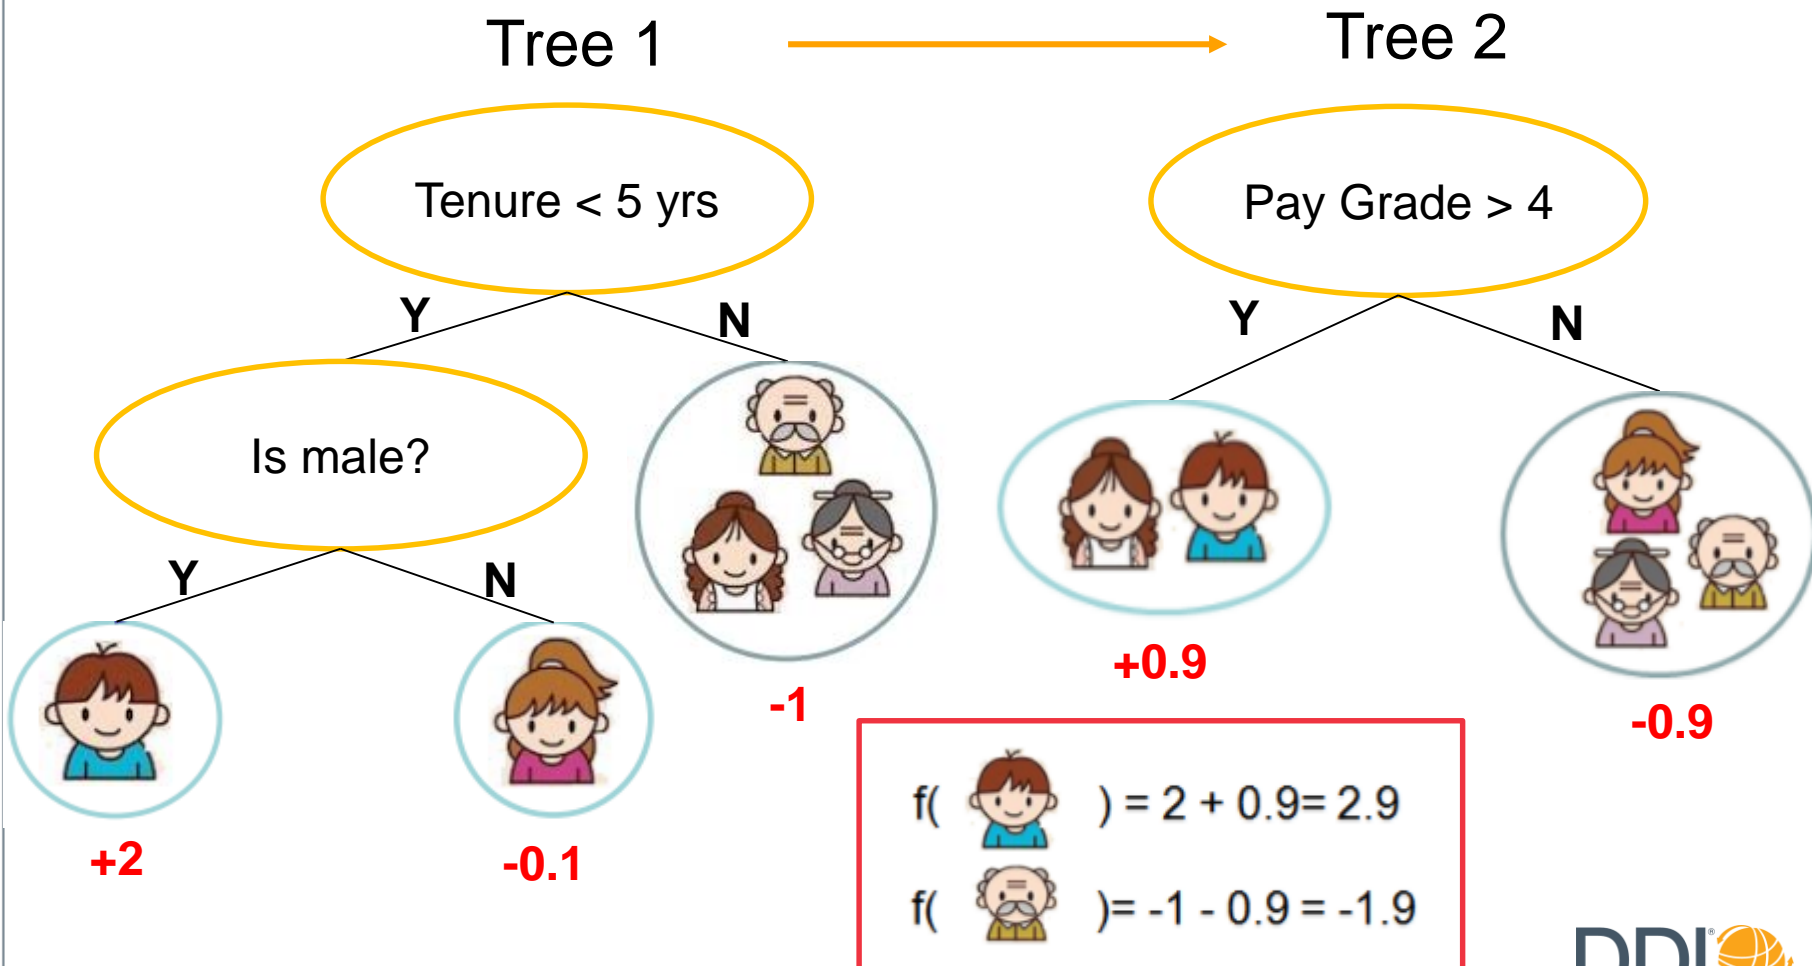 Tree 1
Tree 2
Tenure < 5 yrs
Pay Grade > 4
Y
N
Y
N
Is male?
Y
N
+0.9
-1
-0.9
+2
-0.1
f( ) = 2 + 0.9= 2.9
f( )= -1 - 0.9 = -1.9
DDI®